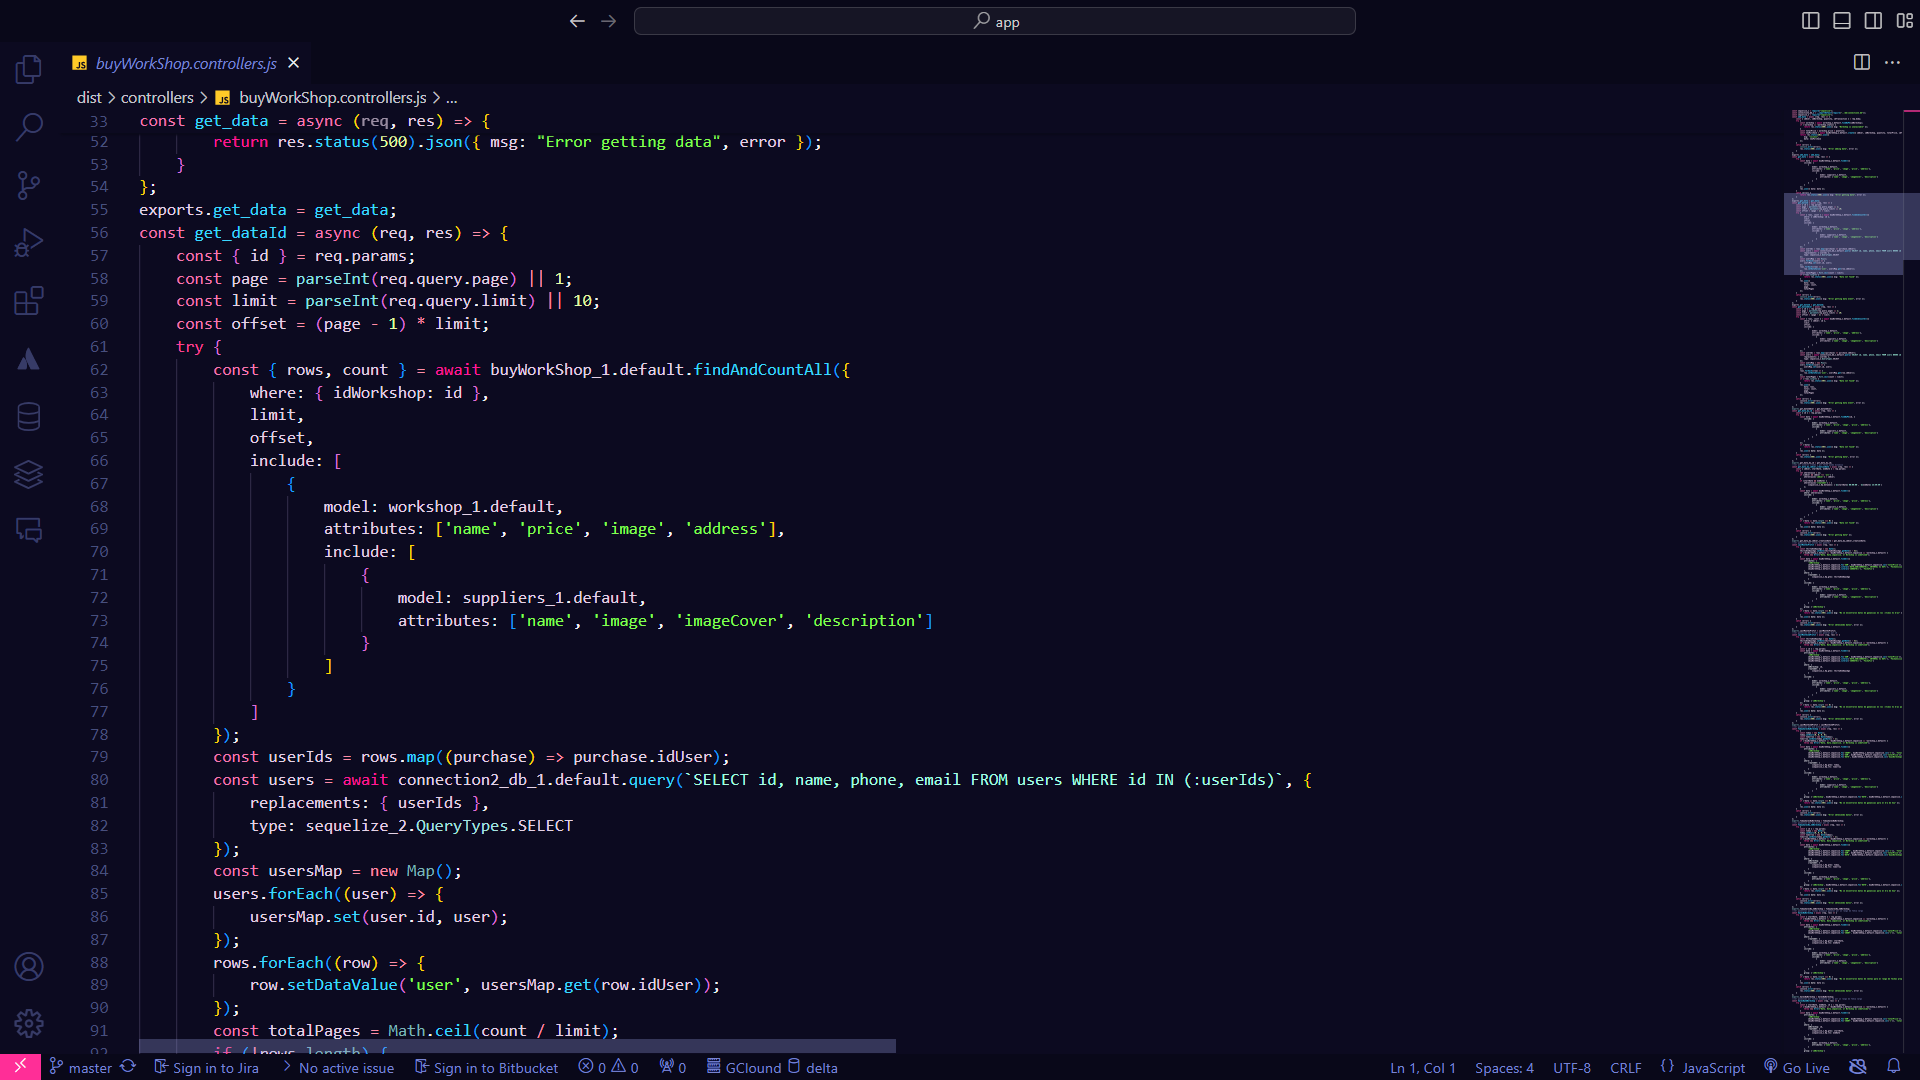 app
buyWorkShop.controllers.js
dist > controllers > JS buyWorkShop.controllers.js > ...
33 const get_data = async (req, res) => {
52 return res.status(500).json({ msg: "Error getting data", error });
53 }
54 };
55 exports.get_data = get_data;
56 const get_dataId = async (req, res) => {
57 const { id } = req.params;
58 const page = parseInt(req.query.page) || 1;
59 const limit = parseInt(req.query.limit) || 10;
60 const offset = (page - 1) * limit;
61 try {
62 const { rows, count } = await buyWorkShop_1.default.findAndCountAll({
63 where: { idWorkshop: id },
64 limit,
65 offset,
66 include: [
67 {
68 model: workshop_1.default,
69 attributes: ['name', 'price', 'image', 'address'],
70 include: [
71 {
72 model: suppliers_1.default,
73 attributes: ['name', 'image', 'imageCover', 'description']
74 }
75 ]
76 }
77 ]
78 });
79 const userIds = rows.map((purchase) => purchase.idUser);
80 const users = await connection2_db_1.default.query(`SELECT id, name, phone, email FROM users WHERE id IN (:userIds)`, {
81 replacements: { userIds },
82 type: sequelize_2.QueryTypes.SELECT
83 });
84 const usersMap = new Map();
85 users.forEach((user) => {
86 usersMap.set(user.id, user);
87 });
88 rows.forEach((row) => {
89 row.setDataValue('user', usersMap.get(row.idUser));
90 });
91 const totalPages = Math.ceil(count / limit);
92 if (!rows.length) {
master Sign in to Jira No active issue Sign in to Bitbucket 0 0 0 GClound delta Ln 1, Col 1 Spaces: 4 UTF-8 CRLF {} JavaScript Go Live